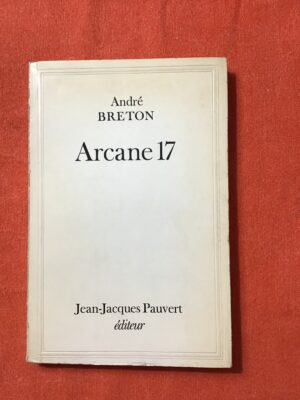 André
BRETON
Arcane 17
Jean-Jacques Pauvert
éditeur